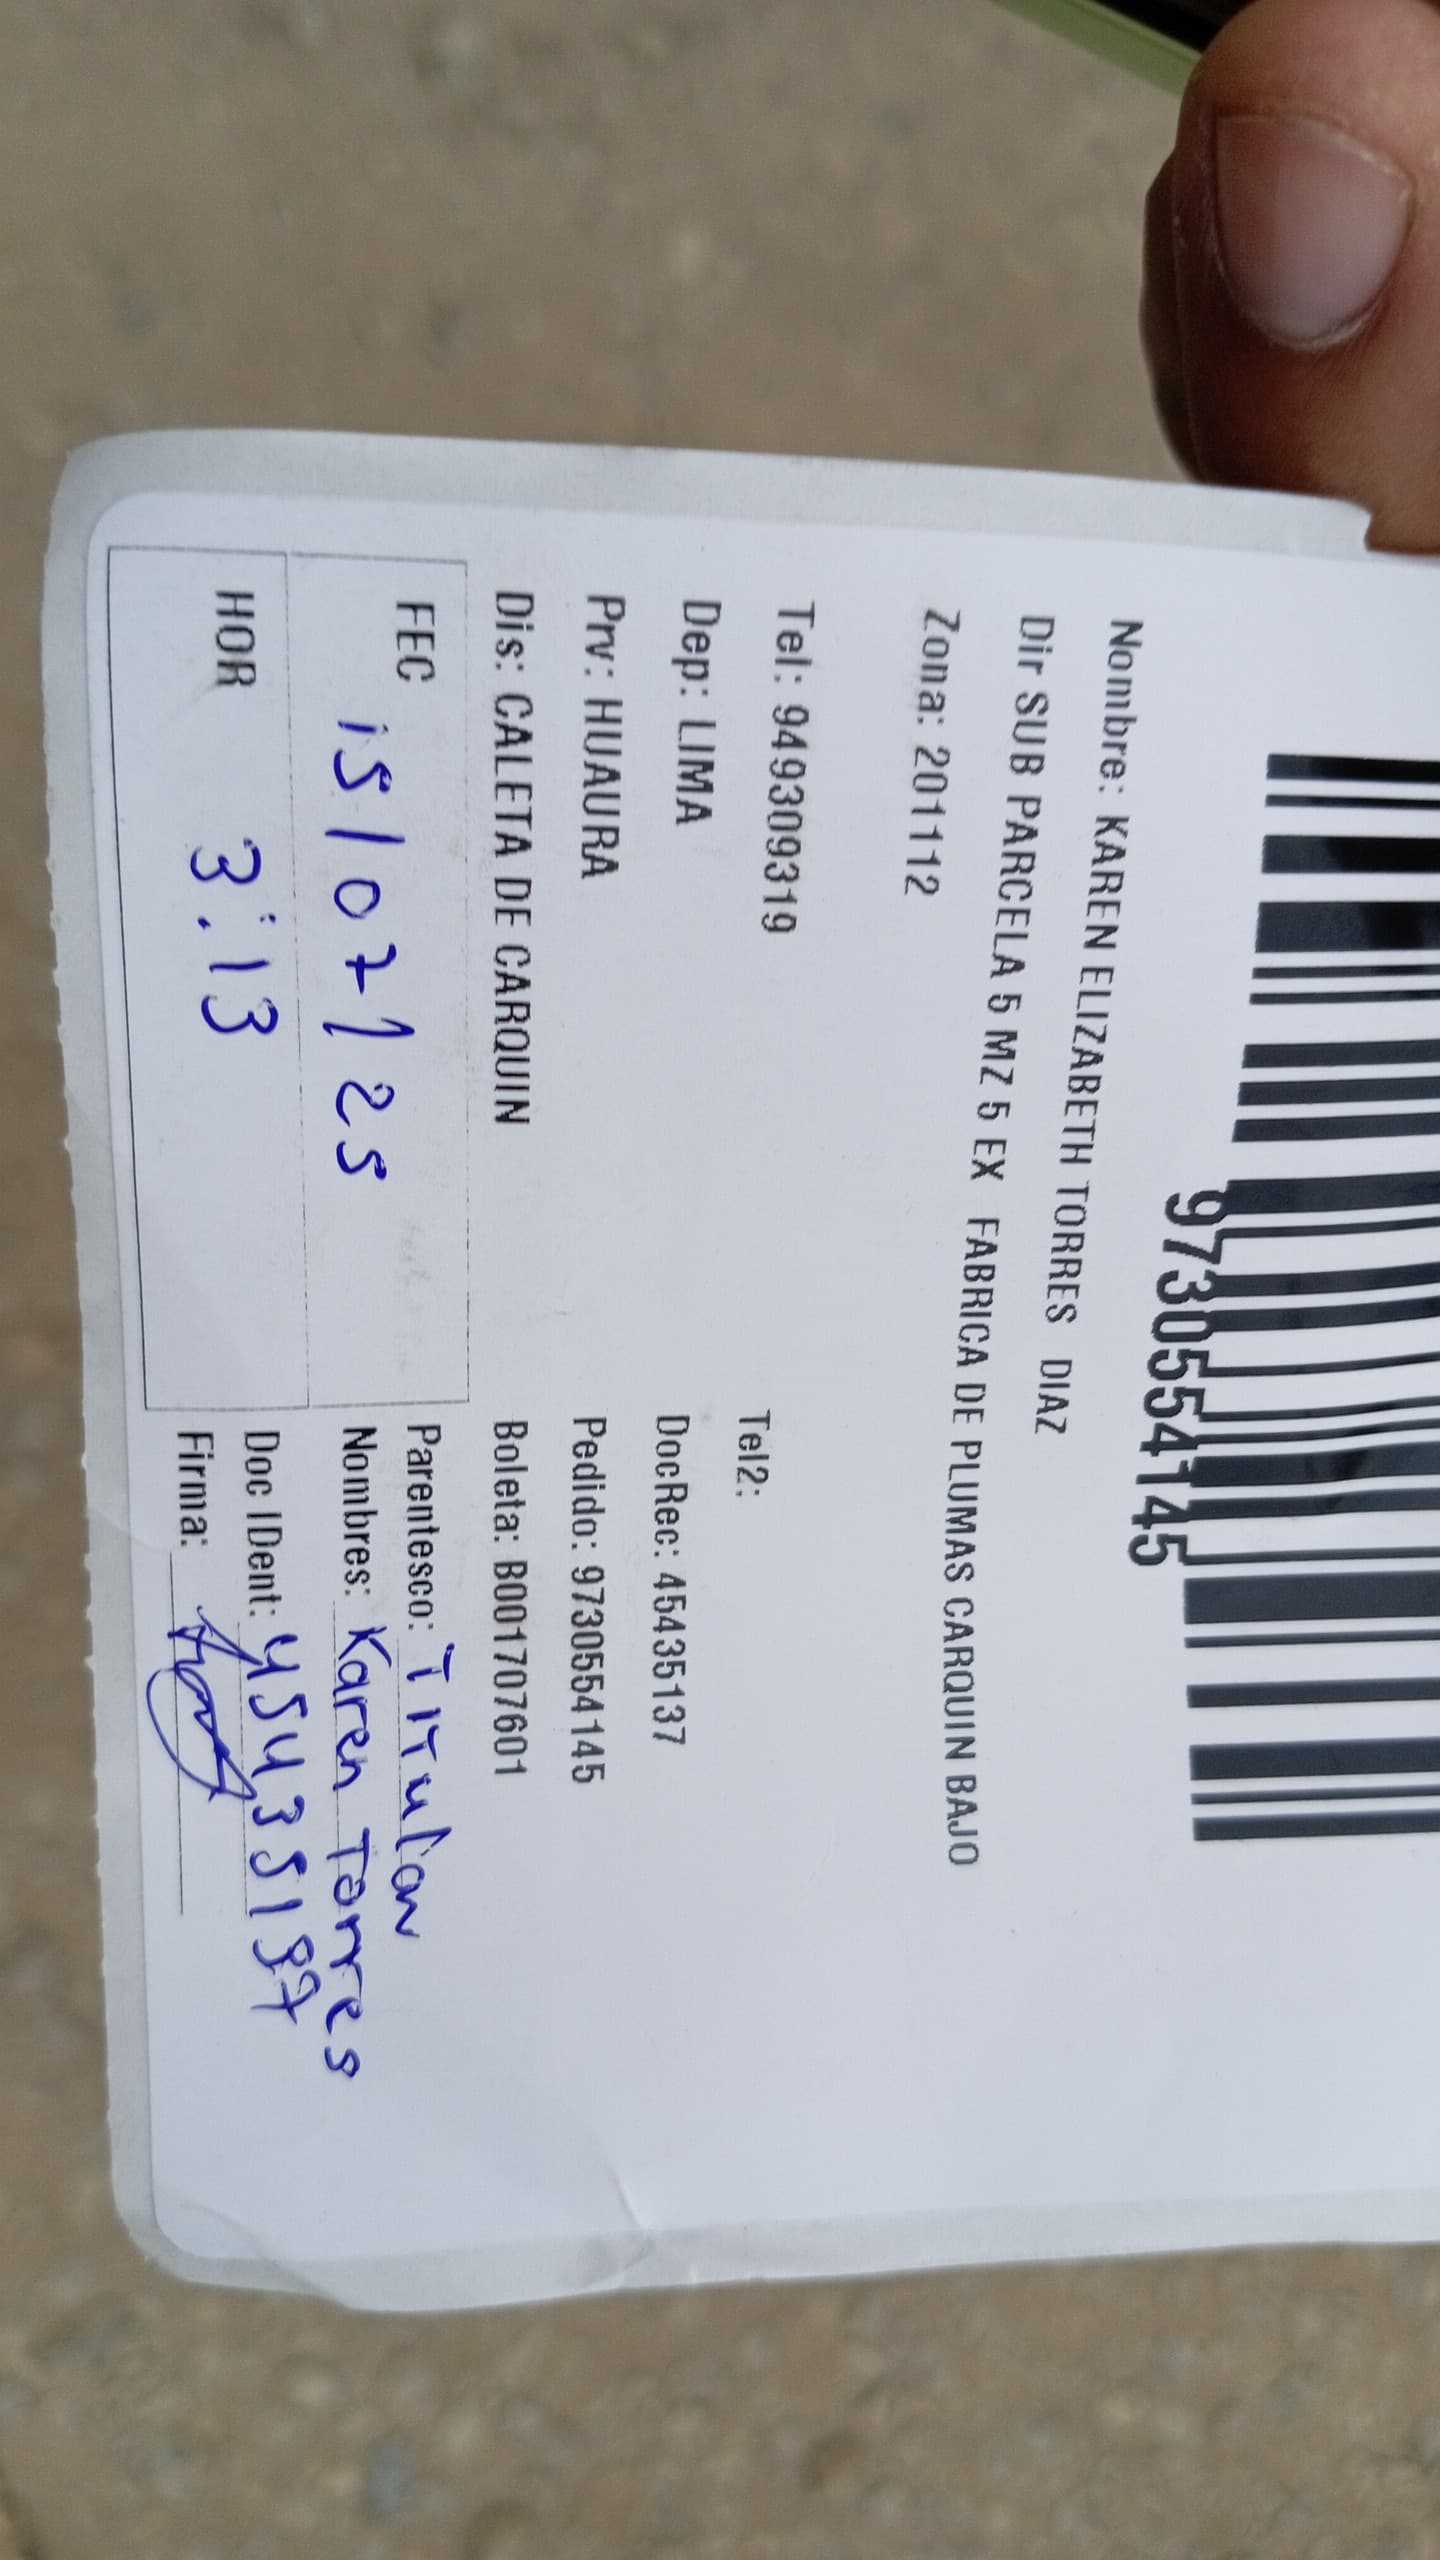 9730554145
Nombre: KAREN ELIZABETH TORRES DIAZ
Dir SUB PARCELA 5 MZ 5 EX FABRICA DE PLUMAS CARQUIN BAJO
Zona: 201112
Tel: 949309319 Tel2:
Dep: LIMA DocRec: 45435137
Prv: HUAURA Pedido: 9730554145
Dis: CALETA DE CARQUIN Boleta: B001707601
FEC 15/07/25 Parentesco: Titular
Nombres: Karen Torres
HOR 3:13 Doc IDent: 45435137
Firma: